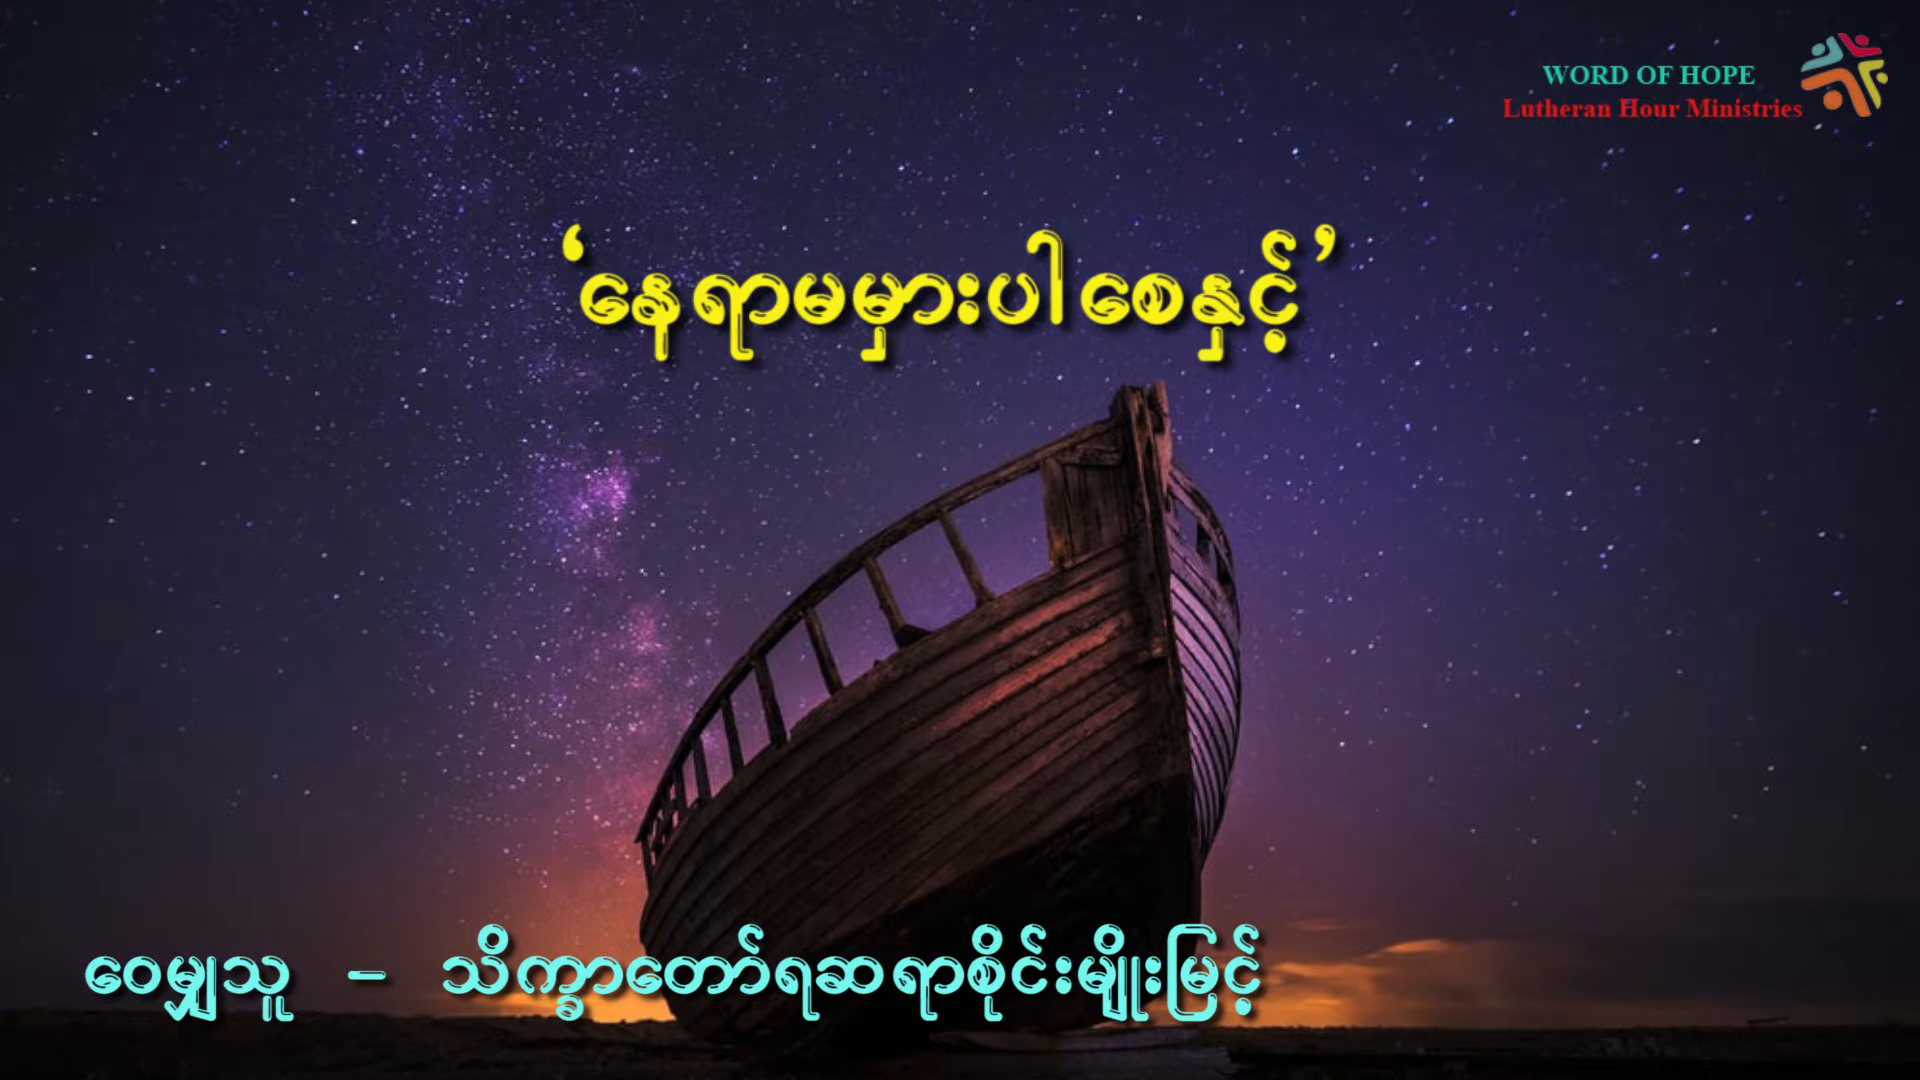 WORD OF HOPE
Lutheran Hour Ministries
‘နေရာမမှားပါစေနှင့်’
ဝေမျှသူ - သိက္ခာတော်ရဆရာစိုင်းမျိုးမြင့်